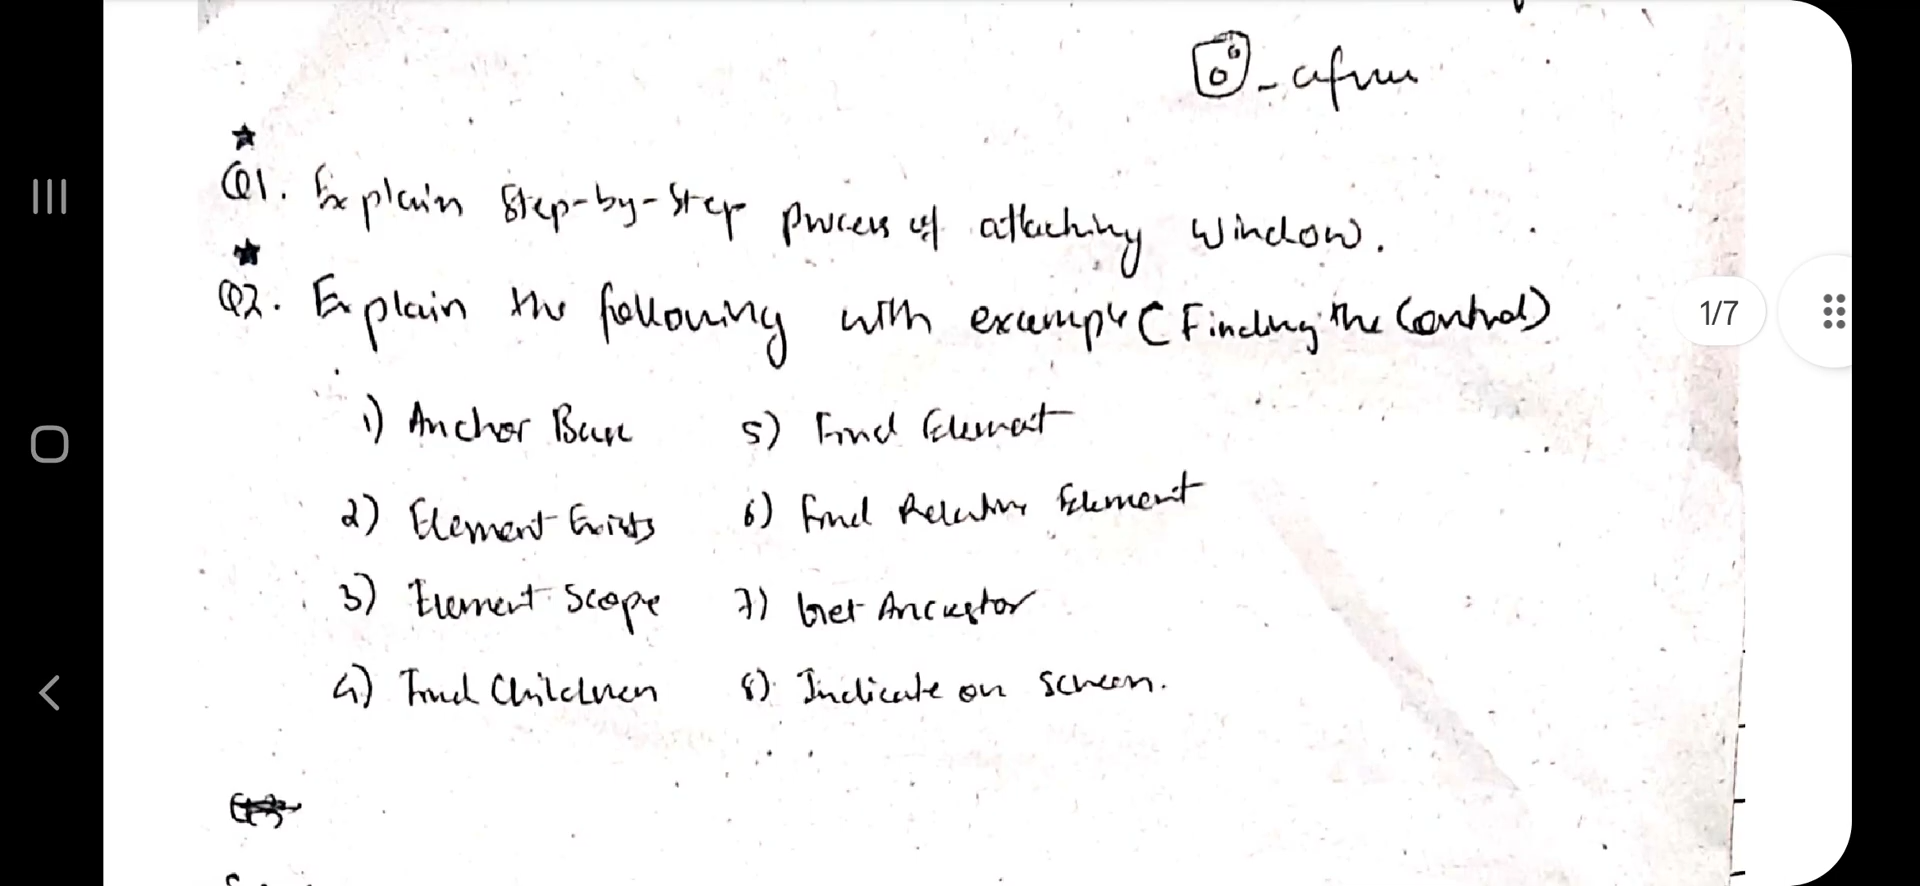 _afruu
Q1. Explain Step-by-Step process of attaching window.
Q2. Explain the following with example (Finding the Control)
1) Anchor Base 5) Find Element
2) Element Exists 6) Find Relative Element
3) Element Scope 7) Get Ancestor
4) Find Children 8) Indicate on screen.
1/7